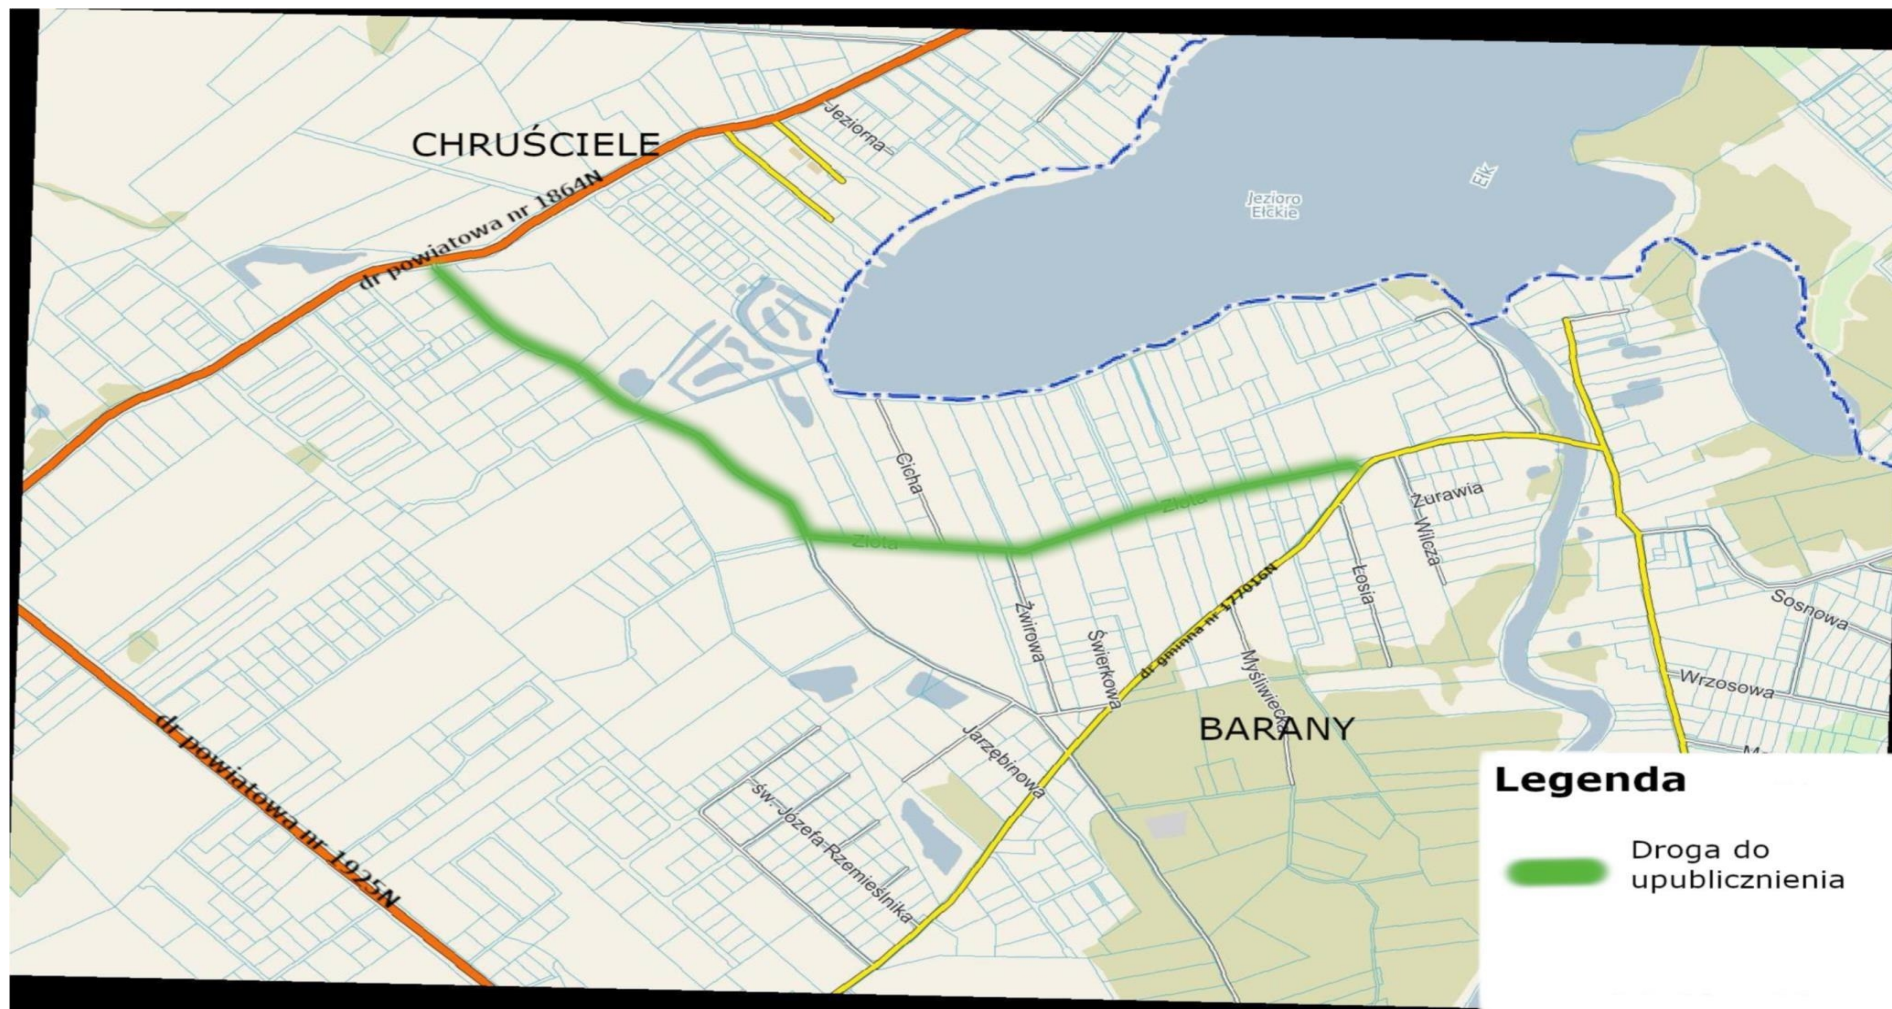 Jeziorna
CHRUŚCIELE
dr powiatowa nr 1864N
Ełk
Jezioro
Ełckie
Cicha
Złota
Złota
Żurawia
Wilcza
Łosia
dr gminna nr 177016N
Żwirowa
Świerkowa
Myśliwiecka
Sosnowa
Wrzosowa
BARANY
Jarzębinowa
św. Józefa Rzemieślnika
dr powiatowa nr 1925N
Legenda
Droga do
upublicznienia